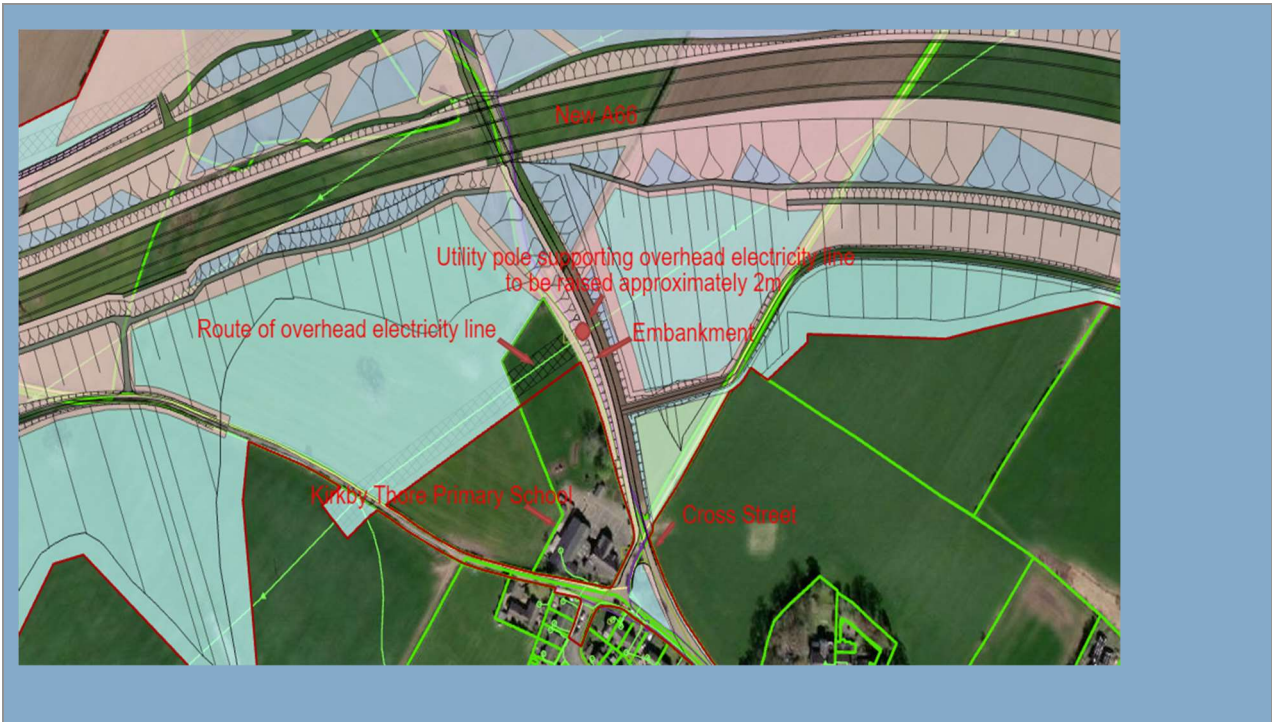 New A66
Utility pole supporting overhead electricity line
to be raised approximately 2m
Route of overhead electricity line
Embankment
Kirkby Thore Primary School
Cross Street